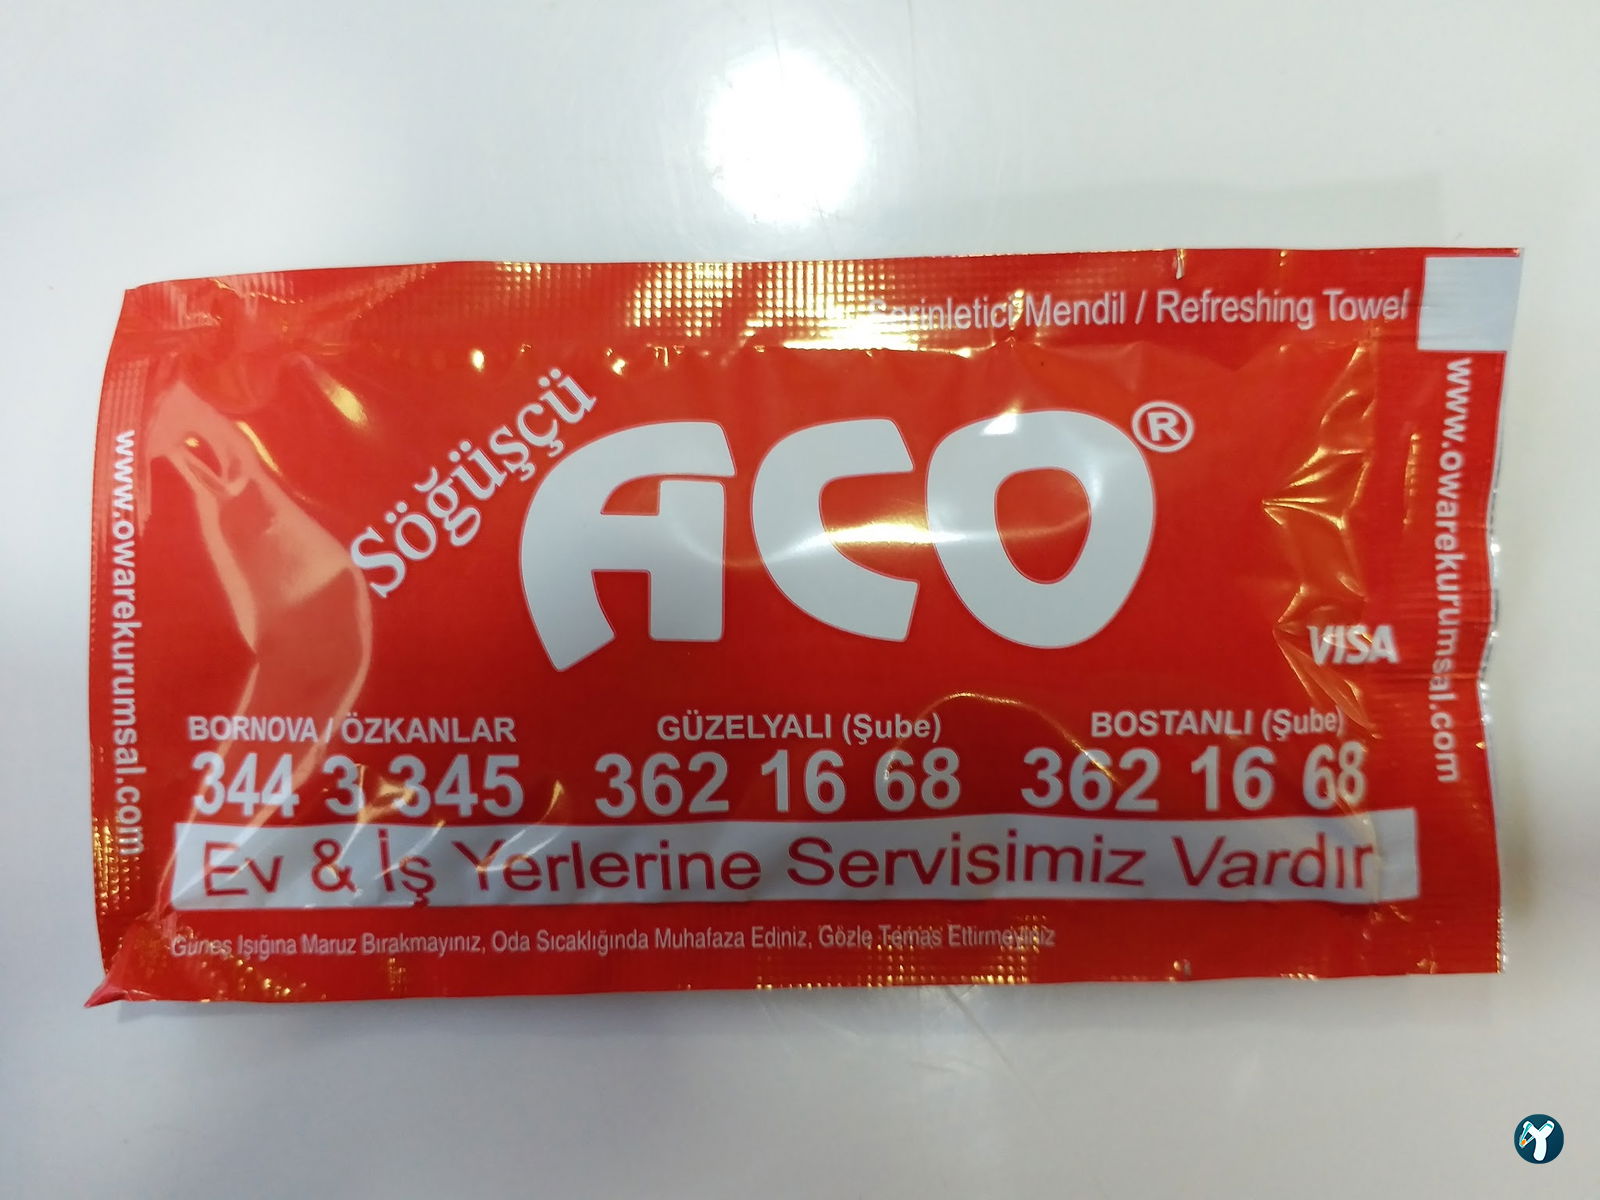 Serinletici Mendil / Refreshing Towel
Söğüşçü
ACO®
www.owarekurumsal.com
www.owarekurumsal.com
VISA
BORNOVA / ÖZKANLAR
344 3 345
GÜZELYALI (Şube)
362 16 68
BOSTANLI (Şube)
362 16 68
Ev & İş Yerlerine Servisimiz Vardır
Güneş Işığına Maruz Bırakmayınız, Oda Sıcaklığında Muhafaza Ediniz, Gözle Temas Ettirmeyiniz